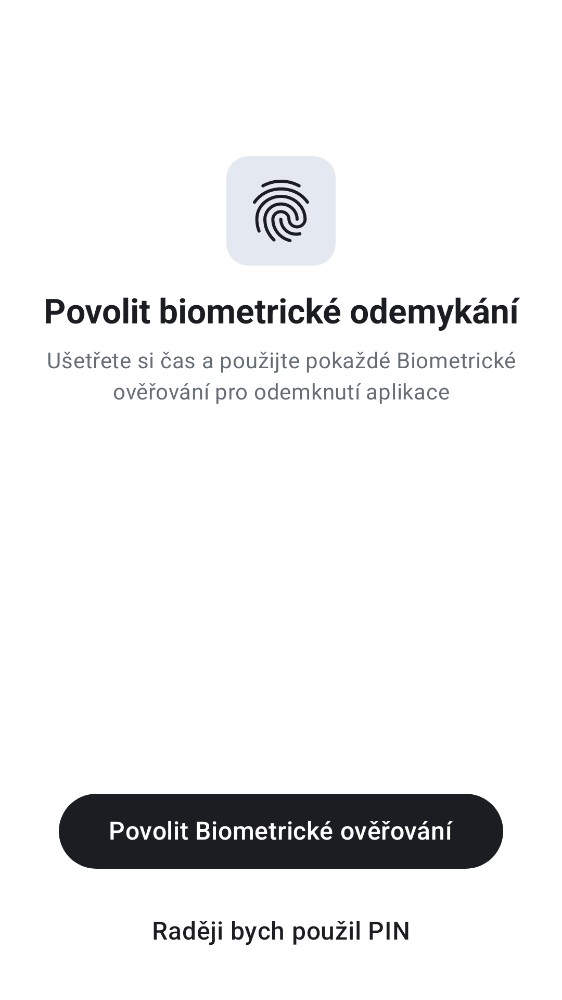 Povolit biometrické odemykání
Ušetřete si čas a použijte pokaždé Biometrické
ověřování pro odemknutí aplikace
Povolit Biometrické ověřování
Raději bych použil PIN